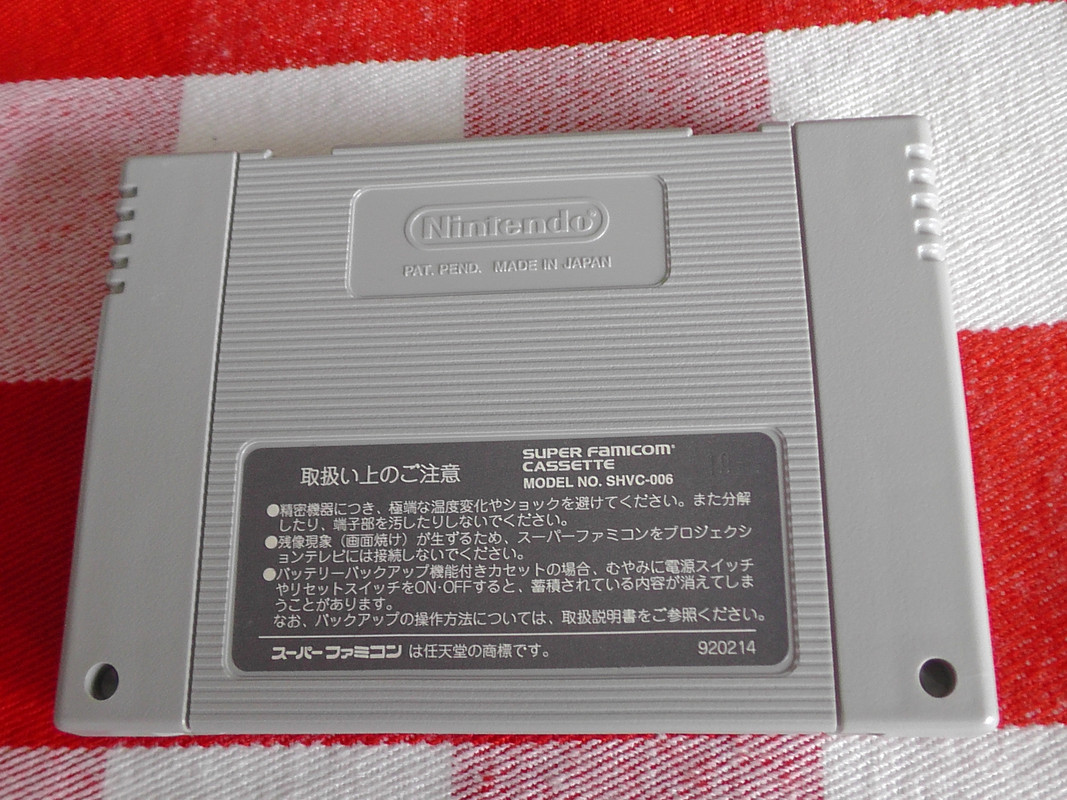 Nintendo®
PAT. PEND. MADE IN JAPAN
取扱い上のご注意
SUPER FAMICOM®
CASSETTE
MODEL NO. SHVC-006
●精密機器につき、極端な温度変化やショックを避けてください。また分解
したり、端子部を汚したりしないでください。
●残像現象（画面焼け）が生ずるため、スーパーファミコンをプロジェクシ
ョンテレビには接続しないでください。
●バッテリーバックアップ機能付きカセットの場合、むやみに電源スイッチ
やリセットスイッチをON・OFFすると、蓄積されている内容が消えてしま
うことがあります。
なお、バックアップの操作方法については、取扱説明書をご参照ください。
スーパーファミコン は任天堂の商標です。
920214